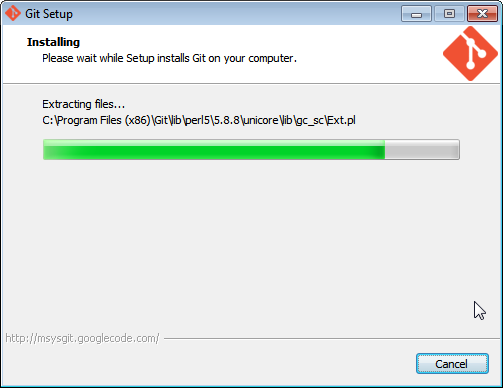 Git Setup
Installing
Please wait while Setup installs Git on your computer.
Extracting files...
C:\Program Files (x86)\Git\lib\perl5\5.8.8\unicore\lib\gc_sc\Ext.pl
http://msysgit.googlecode.com/
Cancel